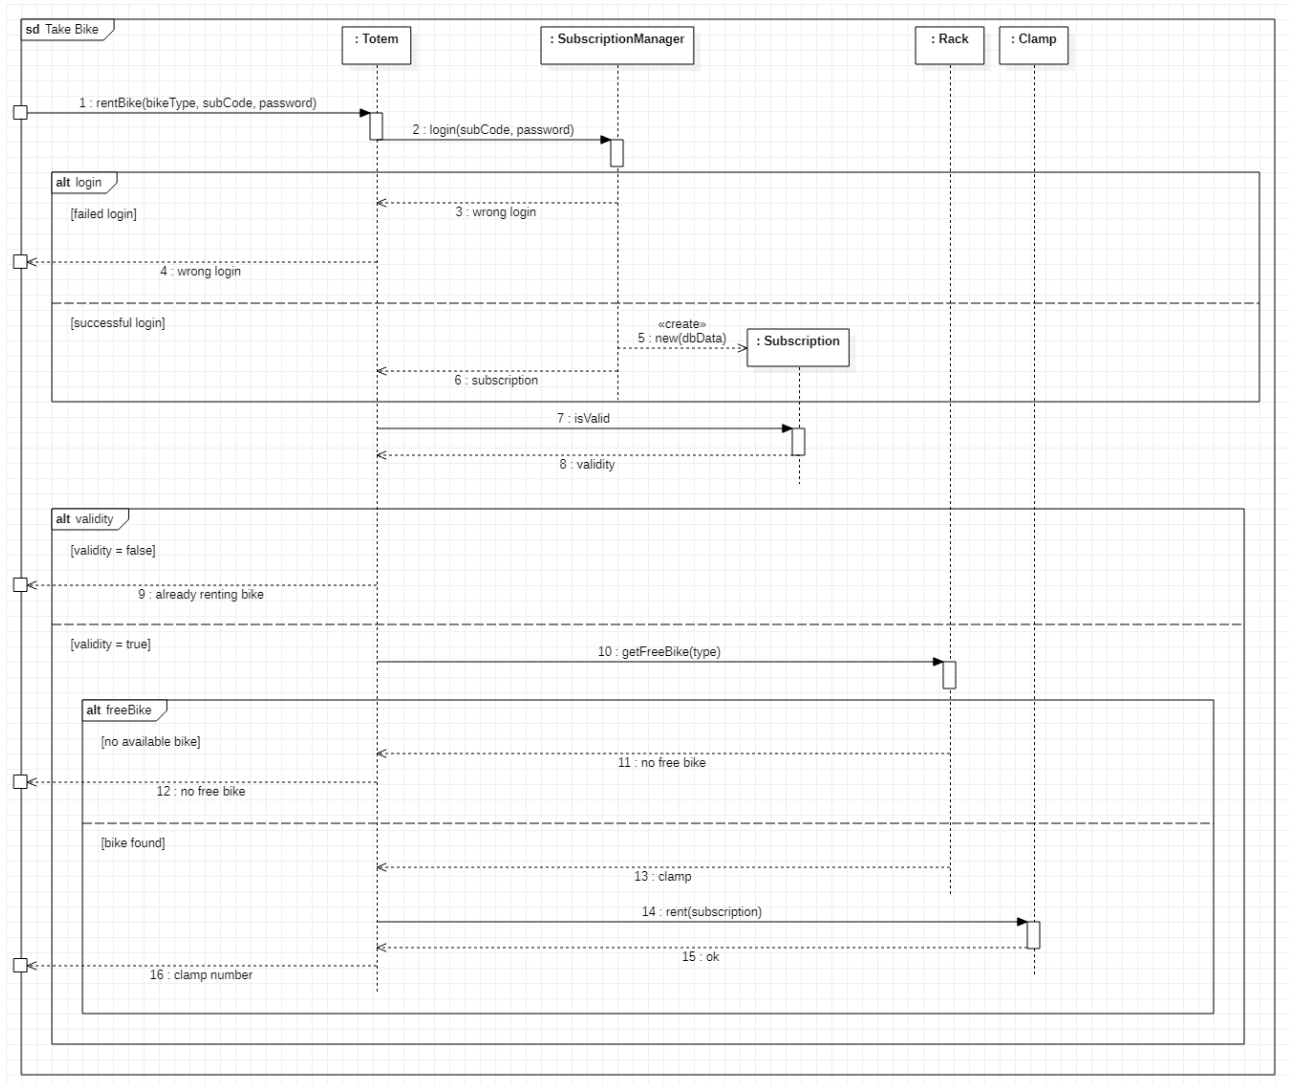 sd Take Bike
: Totem
: SubscriptionManager
: Rack
: Clamp
1 : rentBike(bikeType, subCode, password)
2 : login(subCode, password)
alt login
[failed login]
3 : wrong login
4 : wrong login
[successful login]
«create»
5 : new(dbData)
: Subscription
6 : subscription
7 : isValid
8 : validity
alt validity
[validity = false]
9 : already renting bike
[validity = true]
10 : getFreeBike(type)
alt freeBike
[no available bike]
11 : no free bike
12 : no free bike
[bike found]
13 : clamp
14 : rent(subscription)
15 : ok
16 : clamp number